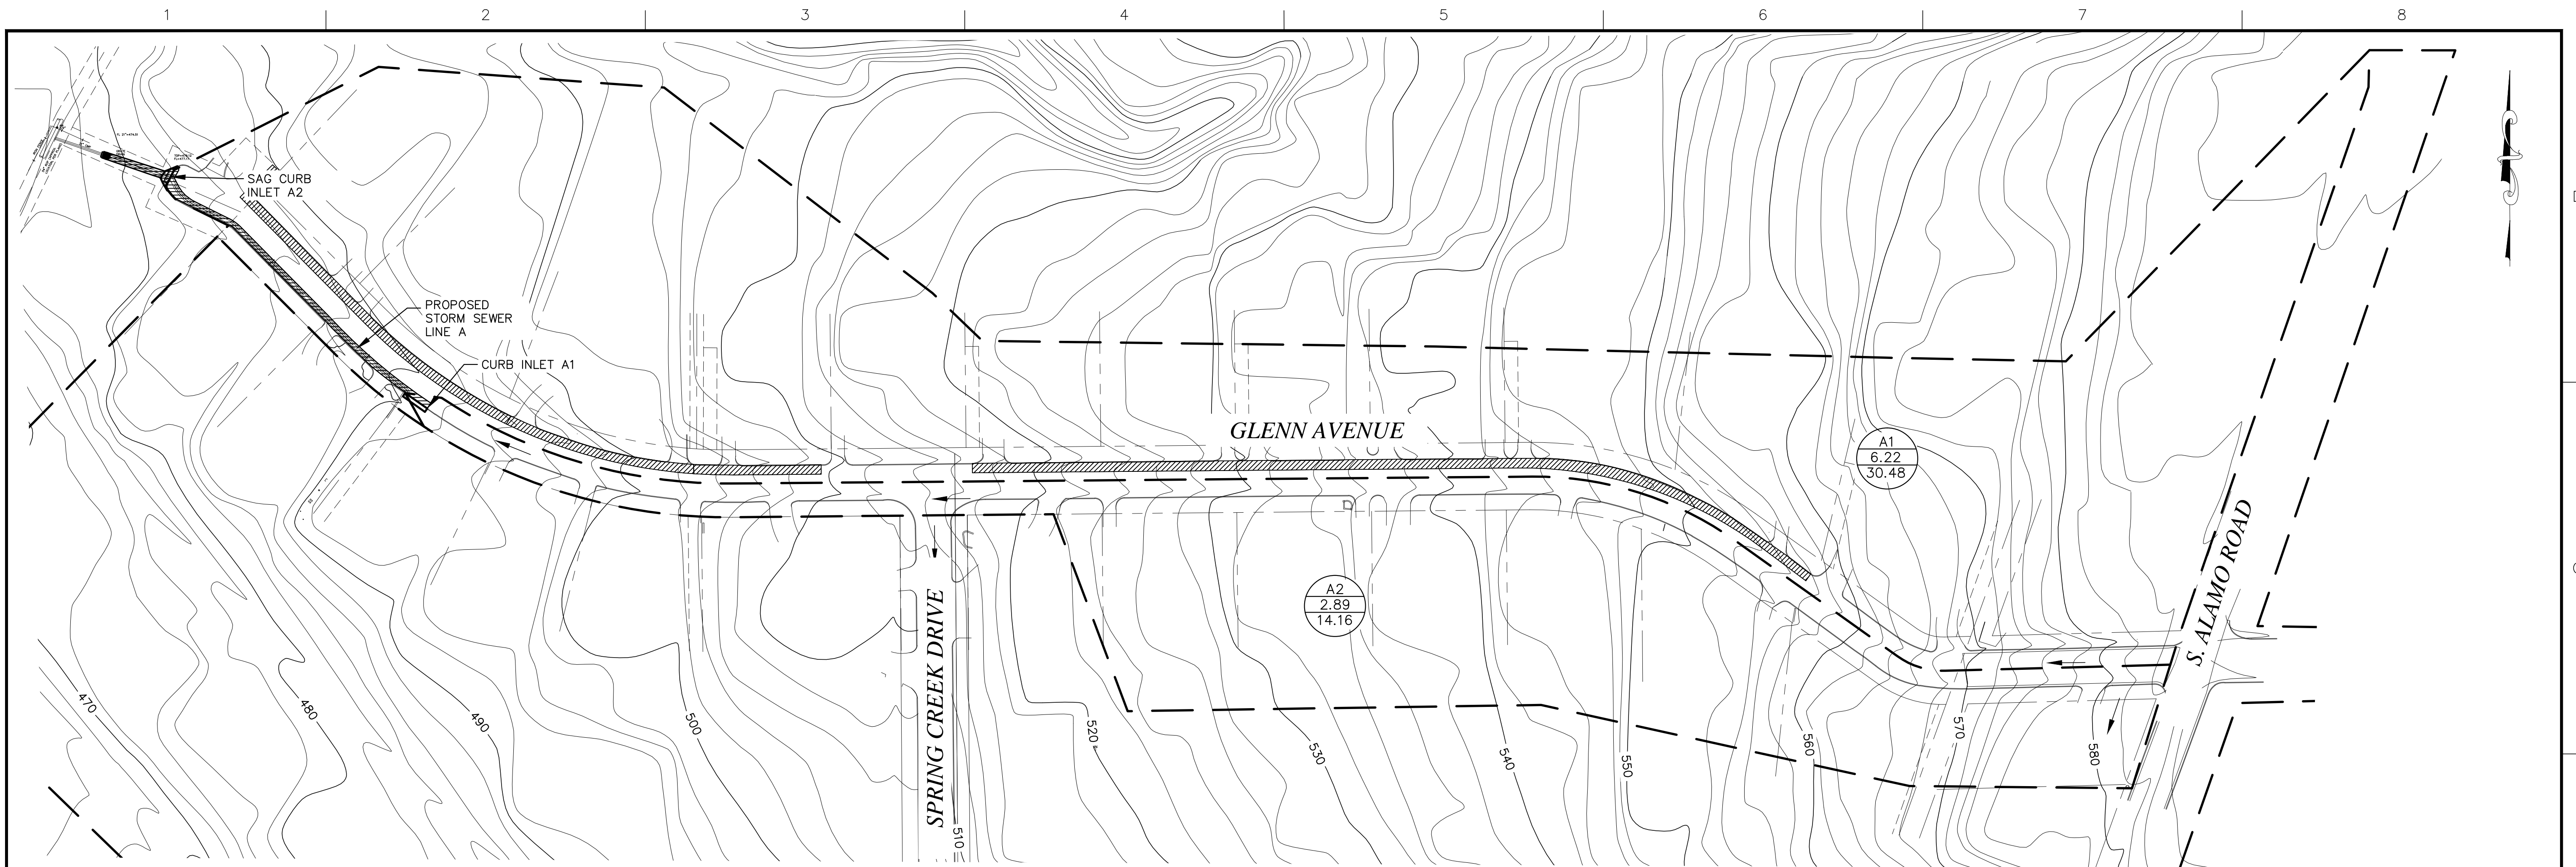 1 2 3 4 5 6 7 8
SAG CURB
INLET A2
PROPOSED
STORM SEWER
LINE A
CURB INLET A1
GLENN AVENUE
A1
6.22
30.48
A2
2.89
14.16
SPRING CREEK DRIVE
S. ALAMO ROAD
470
480
490
500
510
520
530
540
550
560
570
580